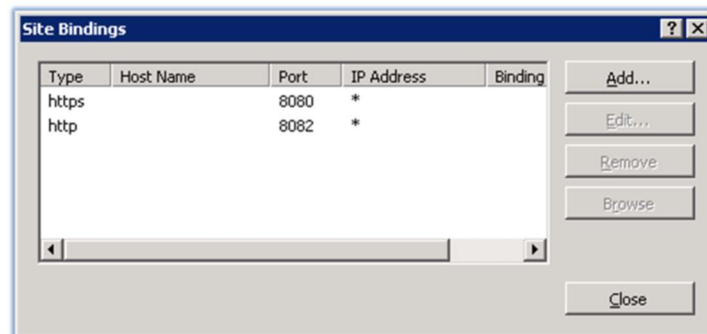 Site Bindings
Type Host Name Port IP Address Binding
https 8080 *
http 8082 *
Add...
Edit...
Remove
Browse
Close